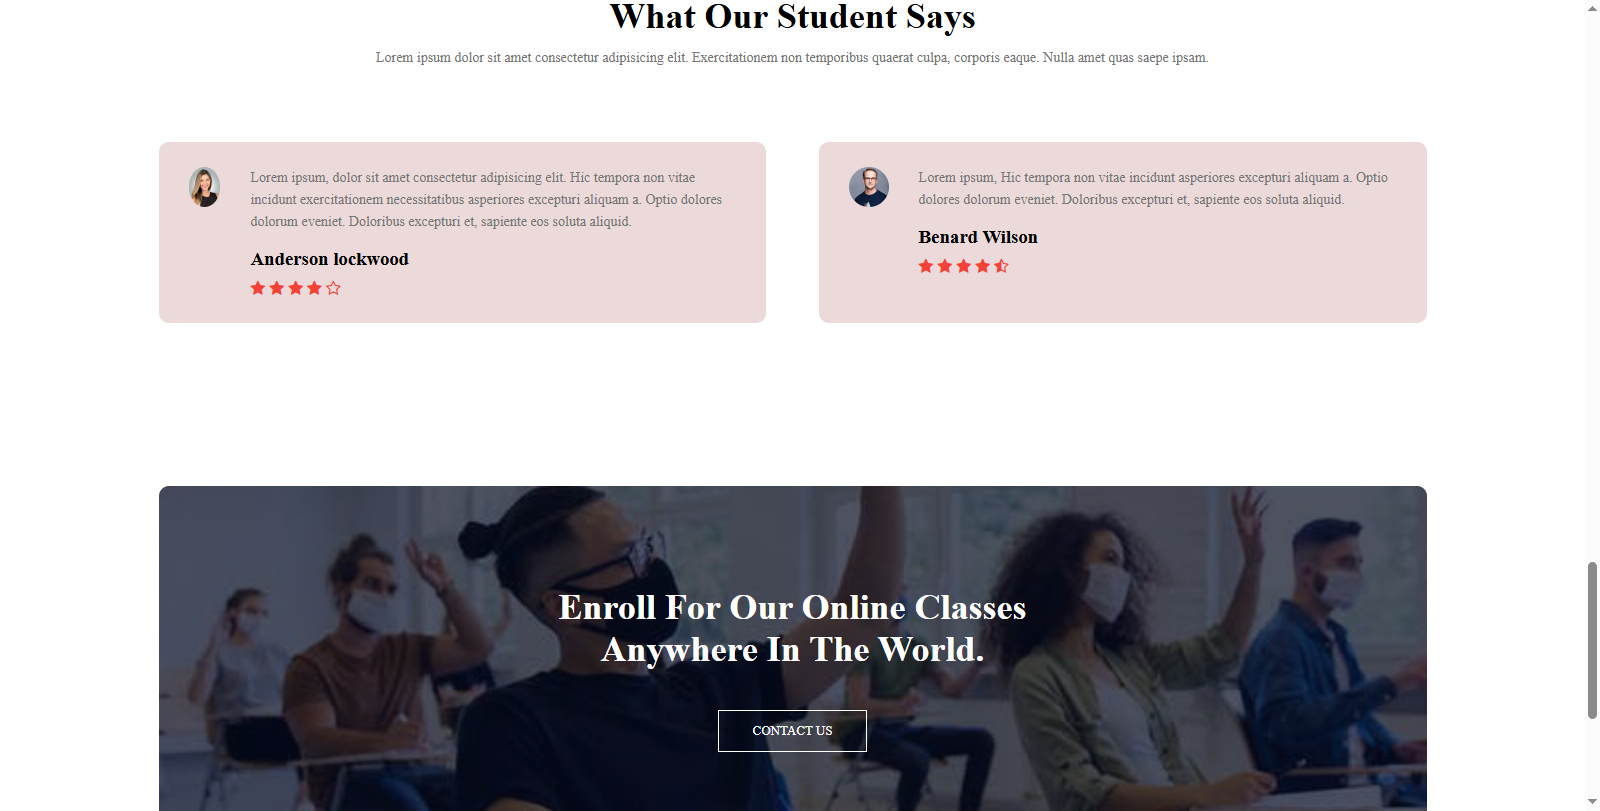 What Our Student Says
Lorem ipsum dolor sit amet consectetur adipisicing elit. Exercitationem non temporibus quaerat culpa, corporis eaque. Nulla amet quas saepe ipsam.
Lorem ipsum, dolor sit amet consectetur adipisicing elit. Hic tempora non vitae
incidunt exercitationem necessitatibus asperiores excepturi aliquam a. Optio dolores
dolorum eveniet. Doloribus excepturi et, sapiente eos soluta aliquid.
Anderson lockwood
Lorem ipsum, Hic tempora non vitae incidunt asperiores excepturi aliquam a. Optio
dolores dolorum eveniet. Doloribus excepturi et, sapiente eos soluta aliquid.
Benard Wilson
Enroll For Our Online Classes
Anywhere In The World.
CONTACT US